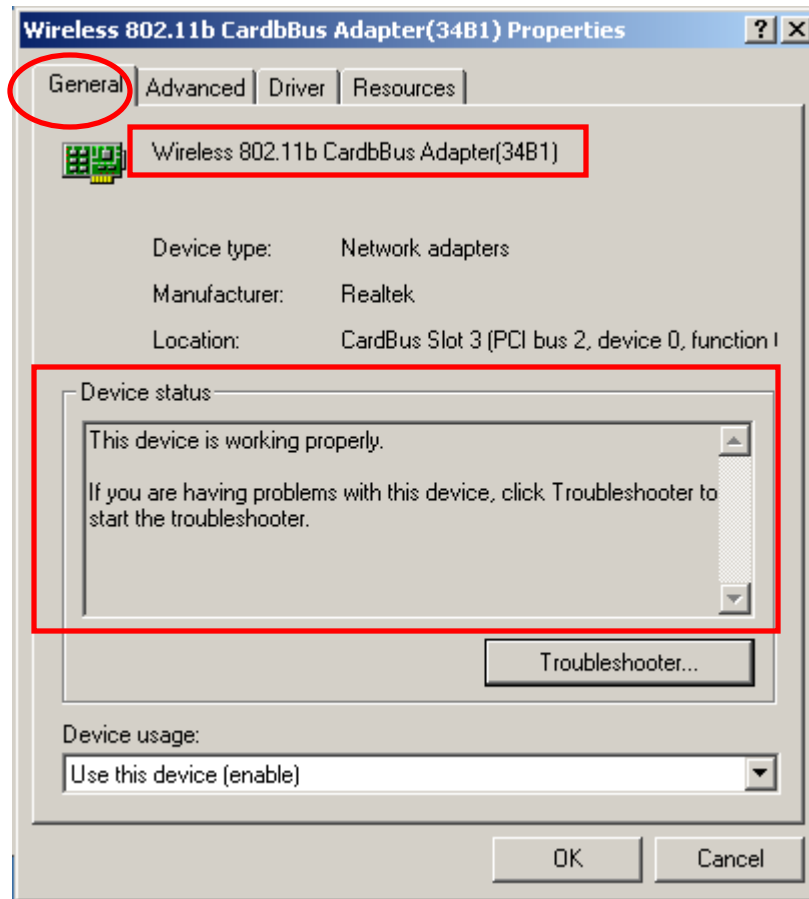 Wireless 802.11b CardbBus Adapter(34B1) Properties
General Advanced Driver Resources
Wireless 802.11b CardbBus Adapter(34B1)
Device type: Network adapters
Manufacturer: Realtek
Location: CardBus Slot 3 (PCI bus 2, device 0, function
Device status
This device is working properly.
If you are having problems with this device, click Troubleshooter to
start the troubleshooter.
Troubleshooter...
Device usage:
Use this device (enable)
OK Cancel